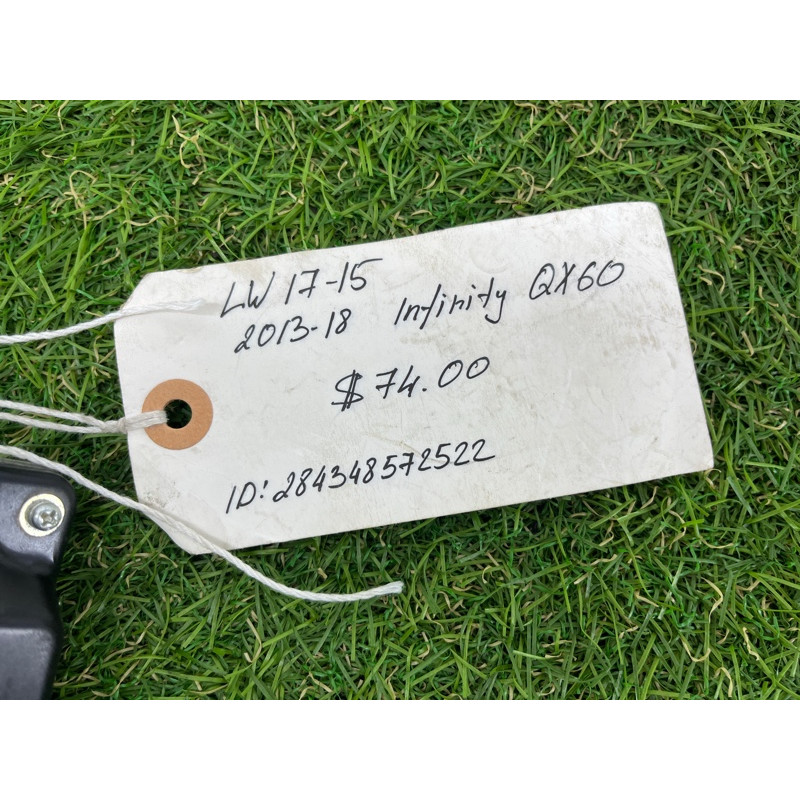 LW 17-15
2013-18 Infinity QX60
$74.00
ID: 284348572522